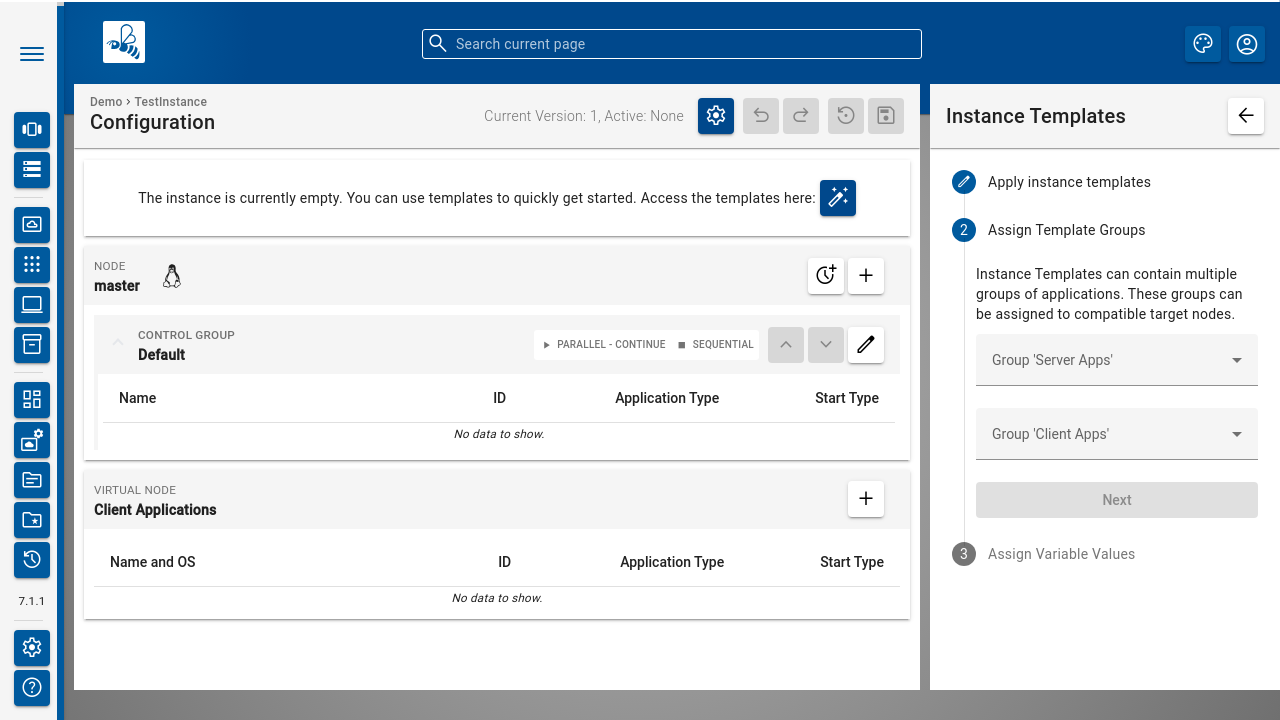 Search current page
Demo › TestInstance
Configuration
Current Version: 1, Active: None
The instance is currently empty. You can use templates to quickly get started. Access the templates here:
NODE
master
CONTROL GROUP
Default
PARALLEL - CONTINUE
SEQUENTIAL
Name ID Application Type Start Type
No data to show.
VIRTUAL NODE
Client Applications
Name and OS ID Application Type Start Type
No data to show.
7.1.1
Instance Templates
Apply instance templates
2 Assign Template Groups
Instance Templates can contain multiple
groups of applications. These groups can
be assigned to compatible target nodes.
Group 'Server Apps'
Group 'Client Apps'
Next
3 Assign Variable Values